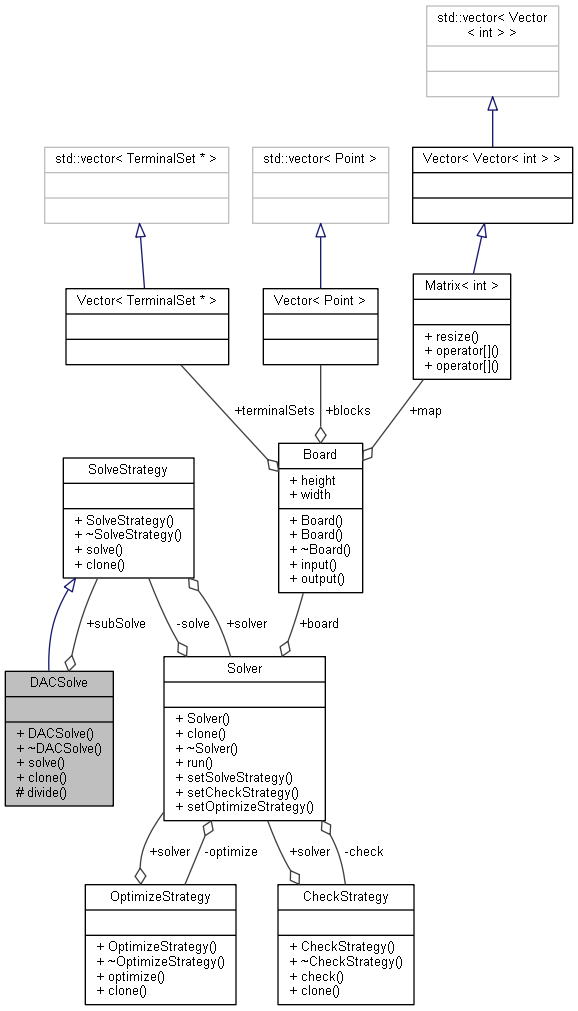 std::vector< Vector
< int > >
std::vector< TerminalSet * >
std::vector< Point >
Vector< Vector< int > >
Vector< TerminalSet * >
Vector< Point >
Matrix< int >
+ resize()
+ operator[]()
+ operator[]()
+terminalSets
+blocks
+map
SolveStrategy
+ SolveStrategy()
+ ~SolveStrategy()
+ solve()
+ clone()
Board
+ height
+ width
+ Board()
+ Board()
+ ~Board()
+ input()
+ output()
+subSolve
-solve
+solver
+board
DACSolve
+ DACSolve()
+ ~DACSolve()
+ solve()
+ clone()
# divide()
Solver
+ Solver()
+ clone()
+ ~Solver()
+ run()
+ setSolveStrategy()
+ setCheckStrategy()
+ setOptimizeStrategy()
+solver
-optimize
+solver
-check
OptimizeStrategy
+ OptimizeStrategy()
+ ~OptimizeStrategy()
+ optimize()
+ clone()
CheckStrategy
+ CheckStrategy()
+ ~CheckStrategy()
+ check()
+ clone()